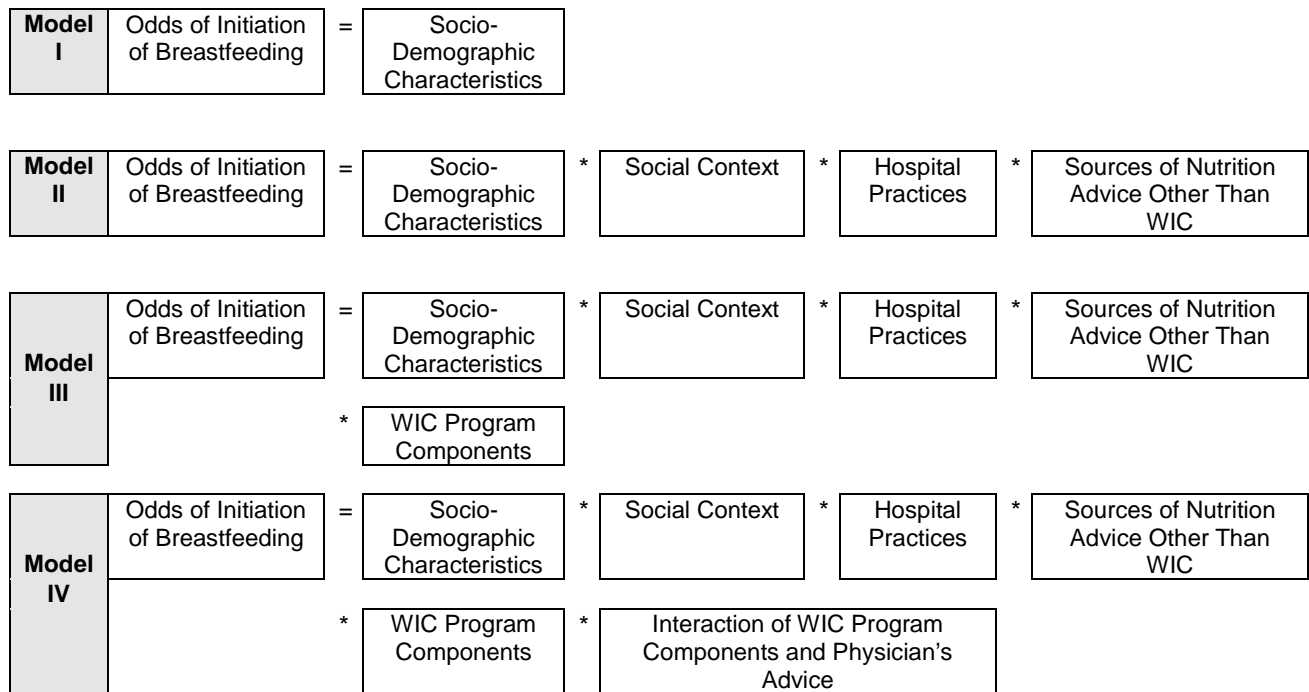 Model I
Odds of Initiation of Breastfeeding
=
Socio-Demographic Characteristics
Model II
Odds of Initiation of Breastfeeding
=
Socio-Demographic Characteristics
*
Social Context
*
Hospital Practices
*
Sources of Nutrition Advice Other Than WIC
Model III
Odds of Initiation of Breastfeeding
=
Socio-Demographic Characteristics
*
Social Context
*
Hospital Practices
*
Sources of Nutrition Advice Other Than WIC
*
WIC Program Components
Model IV
Odds of Initiation of Breastfeeding
=
Socio-Demographic Characteristics
*
Social Context
*
Hospital Practices
*
Sources of Nutrition Advice Other Than WIC
*
WIC Program Components
*
Interaction of WIC Program Components and Physician's Advice